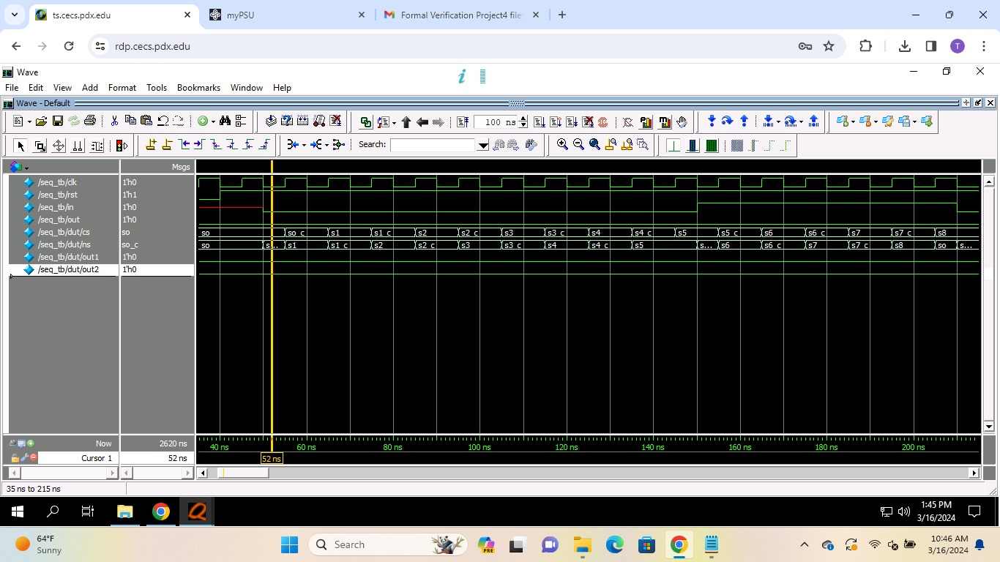 ts.cecs.pdx.edu myPSU Formal Verification Project4 file
rdp.cecs.pdx.edu T
Wave
File Edit View Add Format Tools Bookmarks Window Help
Wave - Default
100 ns
Search:
Msgs
/seq_tb/clk 1'h0
/seq_tb/rst 1'h1
/seq_tb/in 1'h0
/seq_tb/out 1'h0
/seq_tb/dut/cs so so so_c s1 s1_c s2 s2_c s3 s3_c s4 s4_c s5 s5_c s6 s6_c s7 s7_c s8
/seq_tb/dut/ns so_c so s... s1 s1_c s2 s2_c s3 s3_c s4 s4_c s5 s... s6 s6_c s7 s7_c s8 so s...
/seq_tb/dut/out1 1'h0
/seq_tb/dut/out2 1'h0
Now 2620 ns 40 ns 60 ns 80 ns 100 ns 120 ns 140 ns 160 ns 180 ns 200 ns
Cursor 1 52 ns 52 ns
35 ns to 215 ns
1:45 PM
3/16/2024
64°F
Sunny
Search
PRE
10:46 AM
3/16/2024